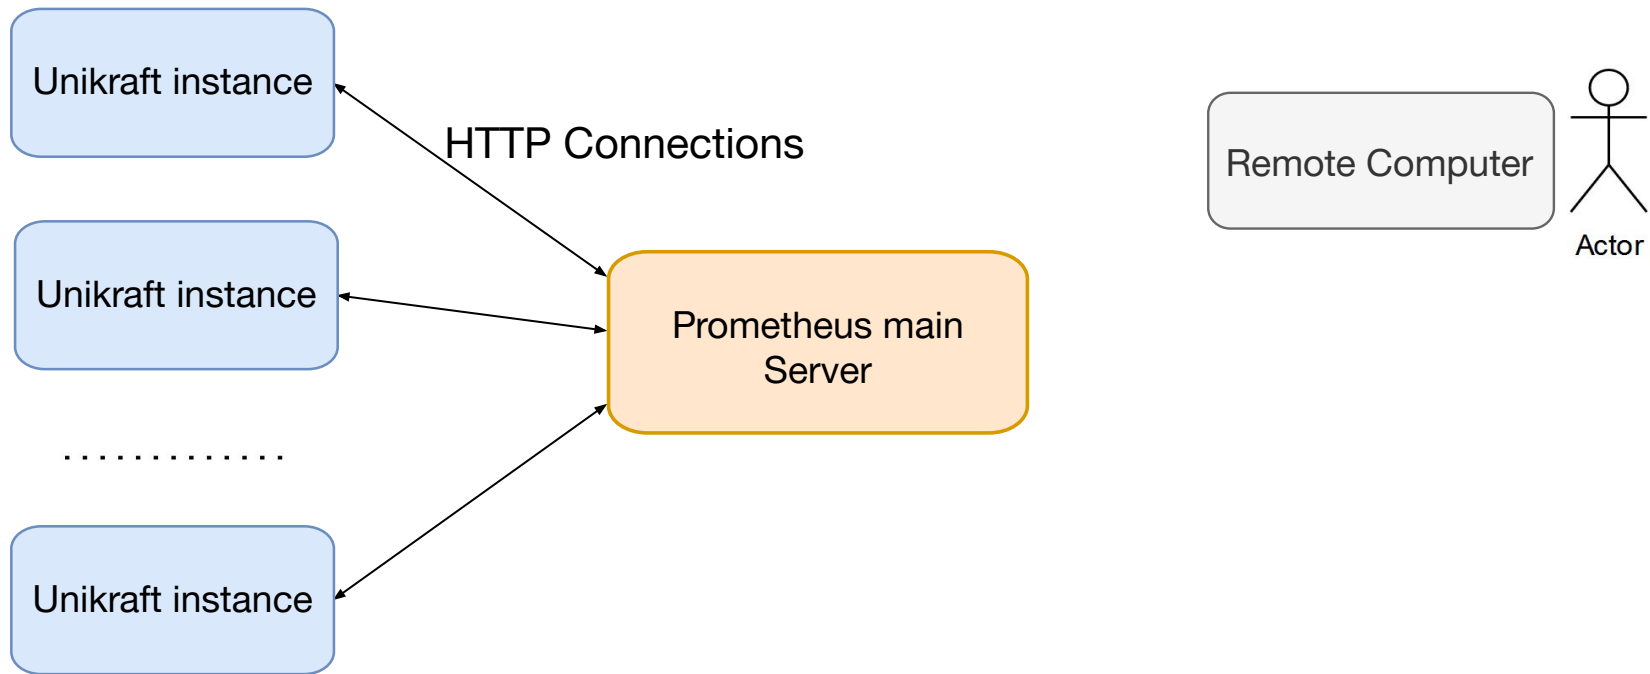 Unikraft instance
HTTP Connections
Remote Computer
Actor
Unikraft instance
Prometheus main
Server
.............
Unikraft instance